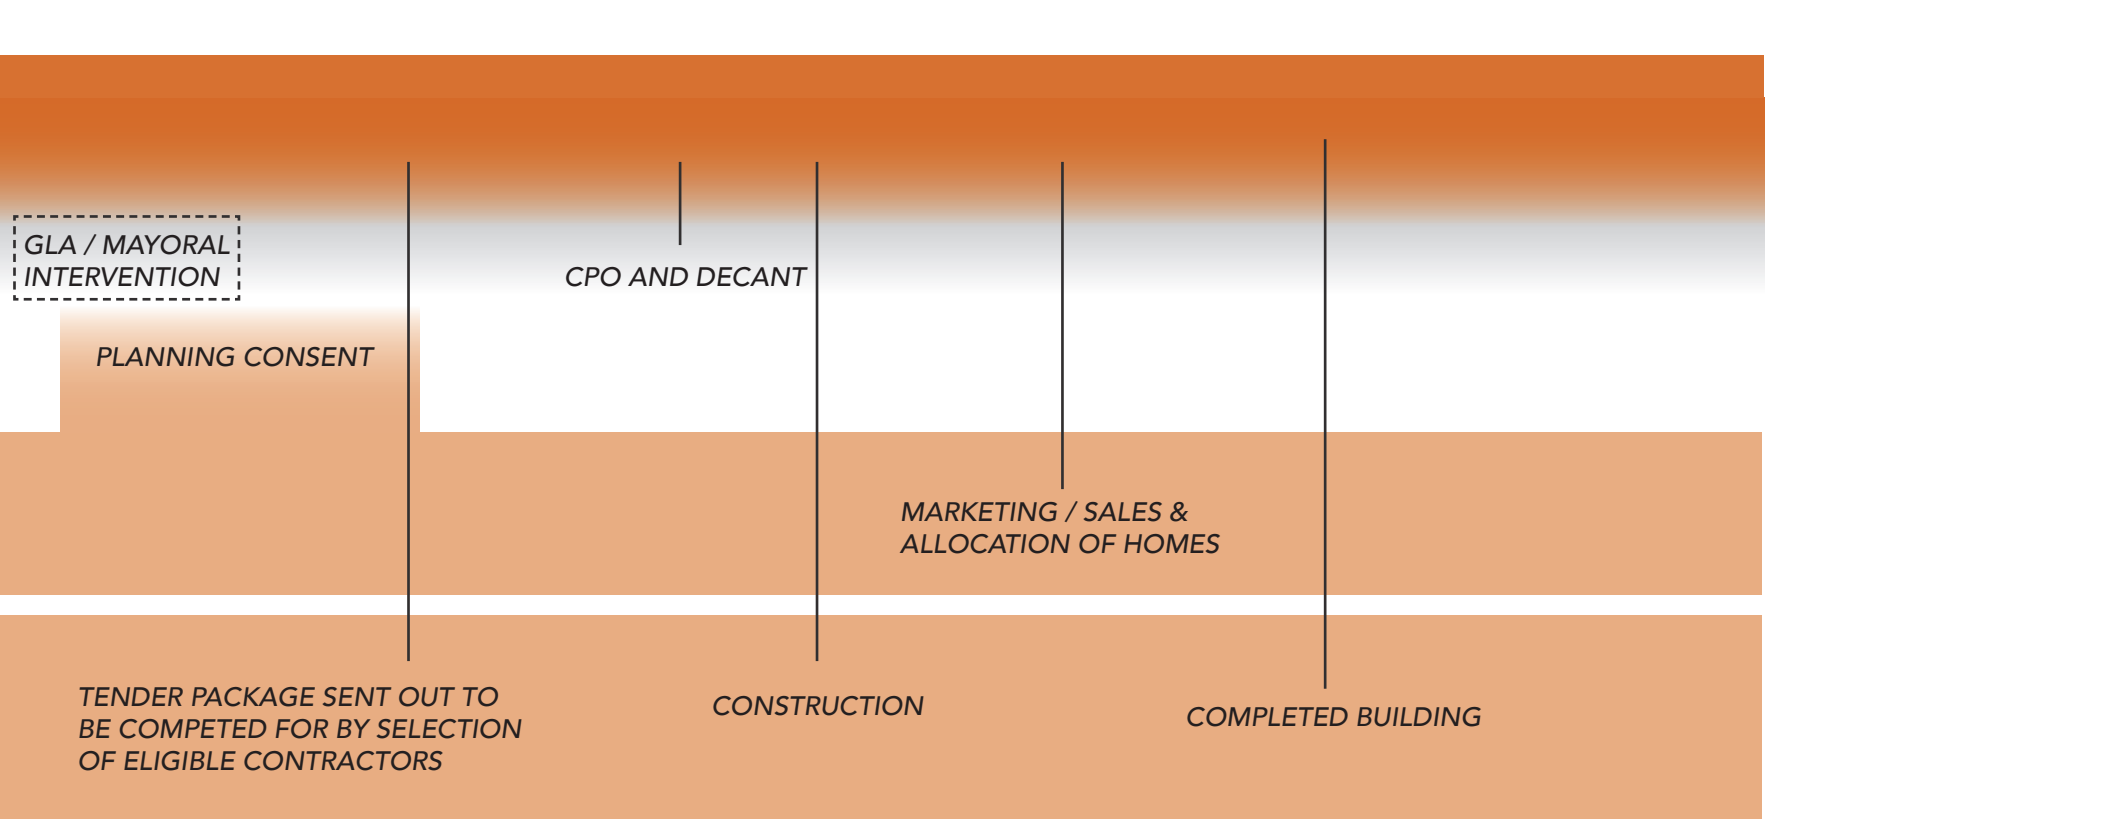 GLA / MAYORAL
INTERVENTION
CPO AND DECANT
PLANNING CONSENT
MARKETING / SALES &
ALLOCATION OF HOMES
TENDER PACKAGE SENT OUT TO
BE COMPETED FOR BY SELECTION
OF ELIGIBLE CONTRACTORS
CONSTRUCTION
COMPLETED BUILDING